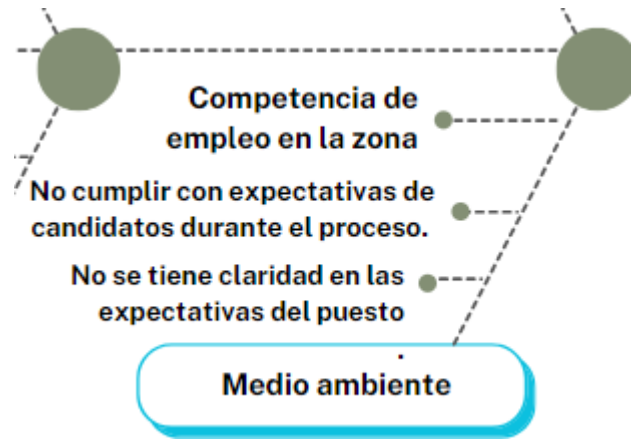 Competencia de
empleo en la zona
No cumplir con expectativas de
candidatos durante el proceso.
No se tiene claridad en las
expectativas del puesto
.
Medio ambiente